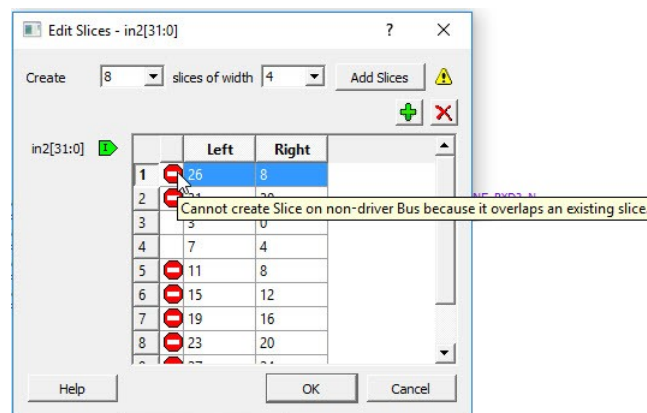 Edit Slices - in2[31:0] ? ×
Create 8 slices of width 4 Add Slices
in2[31:0] I
Left Right
1 26 8
2
Cannot create Slice on non-driver Bus because it overlaps an existing slice
3 3 0
4 7 4
5 11 8
6 15 12
7 19 16
8 23 20
Help OK Cancel